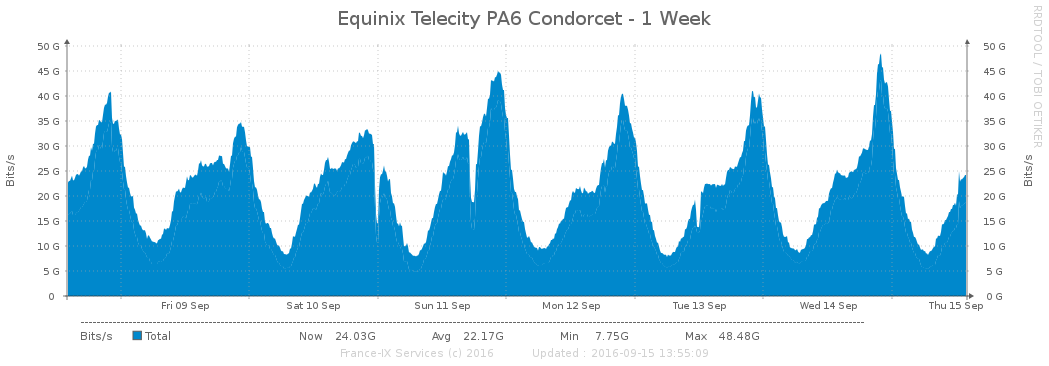 Equinix Telecity PA6 Condorcet - 1 Week
RRDTOOL / TOBI OETIKER
Bits/s
50 G 50 G
45 G 45 G
40 G 40 G
35 G 35 G
30 G 30 G
25 G 25 G
20 G 20 G
15 G 15 G
10 G 10 G
5 G 5 G
0 0 G
Bits/s
Fri 09 Sep Sat 10 Sep Sun 11 Sep Mon 12 Sep Tue 13 Sep Wed 14 Sep Thu 15 Sep
Bits/s Total Now 24.03G Avg 22.17G Min 7.75G Max 48.48G
France-IX Services (c) 2016 Updated : 2016-09-15 13:55:09